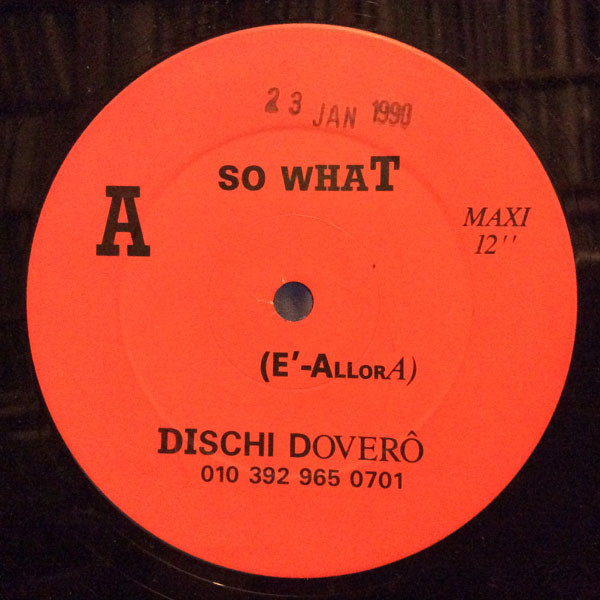 23 JAN 1990
SO WHAT
A
MAXI
12''
(E'-ALLORA)
DISCHI DOVERÔ
010 392 965 0701